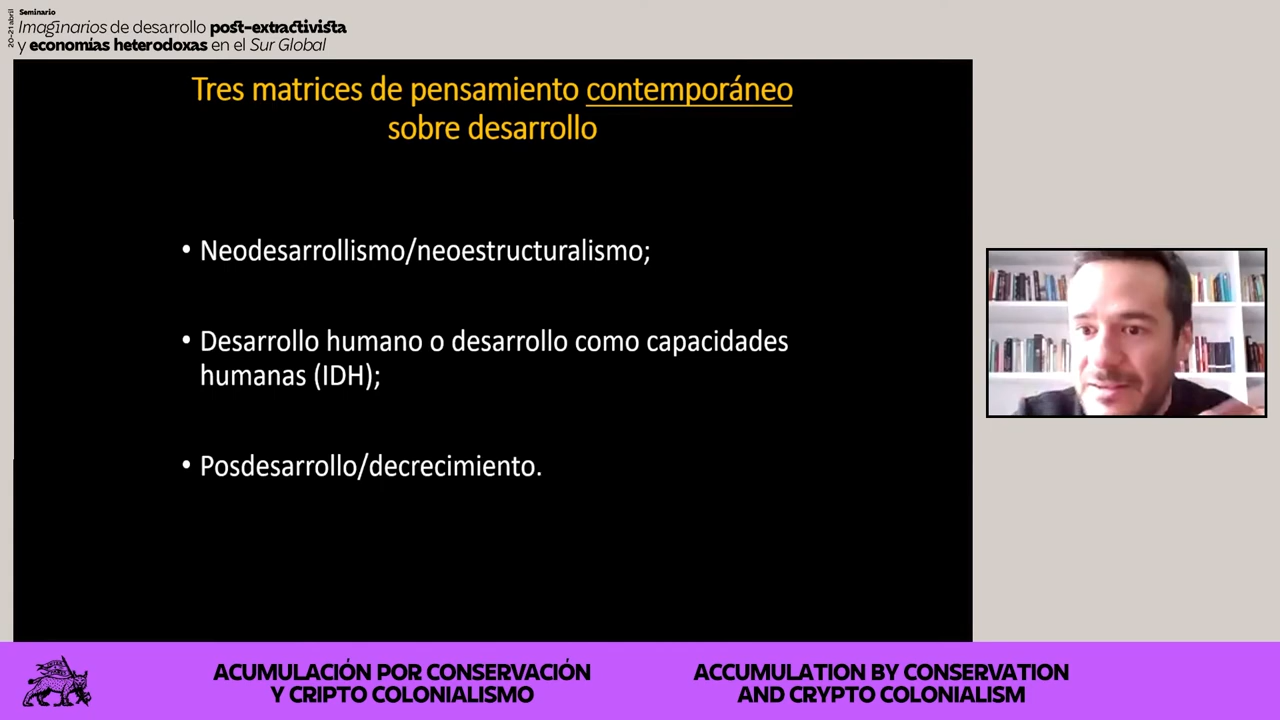 20-21 abril
Seminario
Imaginarios de desarrollo post-extractivista
y economías heterodoxas en el Sur Global
Tres matrices de pensamiento contemporáneo
sobre desarrollo
• Neodesarrollismo/neoestructuralismo;
• Desarrollo humano o desarrollo como capacidades
humanas (IDH);
• Posdesarrollo/decrecimiento.
ACUMULACIÓN POR CONSERVACIÓN
Y CRIPTO COLONIALISMO
ACCUMULATION BY CONSERVATION
AND CRYPTO COLONIALISM